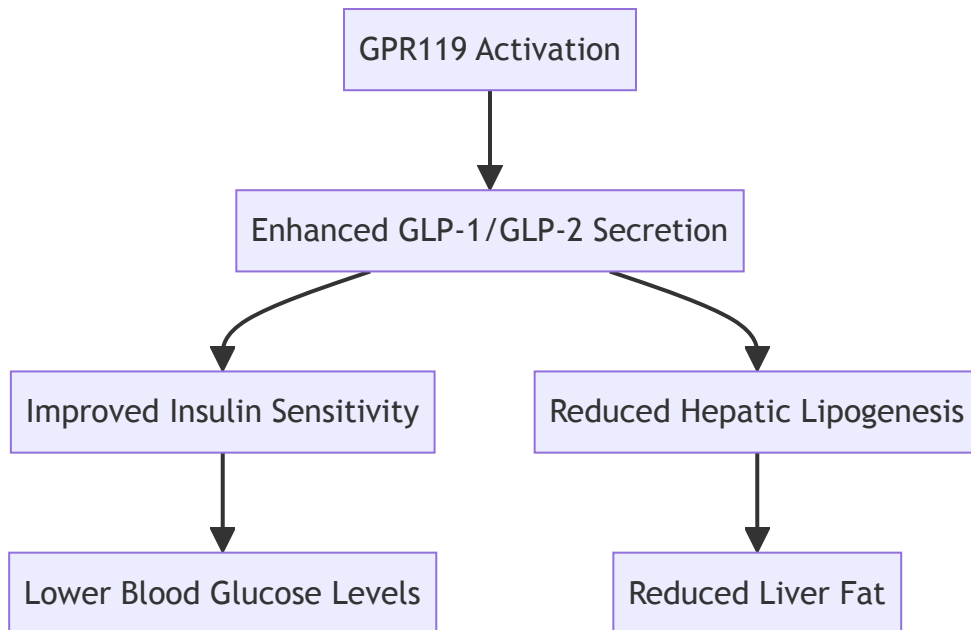 GPR119 Activation
Enhanced GLP-1/GLP-2 Secretion
Improved Insulin Sensitivity
Reduced Hepatic Lipogenesis
Lower Blood Glucose Levels
Reduced Liver Fat